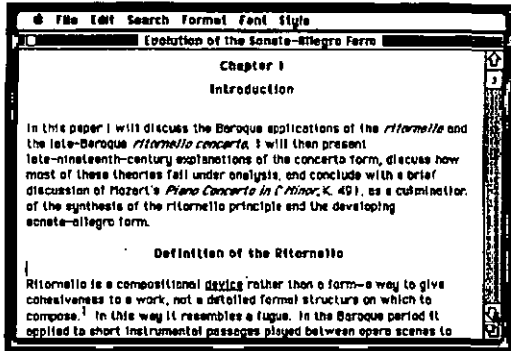 File Edit Search Format Font Style
Evolution of the Sonata-Allegro Form
Chapter I
Introduction
In this paper I will discuss the Baroque applications of the ritornello and
the late-Baroque ritornello concerto. I will then present
late-nineteenth-century explanations of the concerto form, discuss how
most of these theories fall under analysis, and conclude with a brief
discussion of Mozart's Piano Concerto in C Minor, K. 491, as a culmination
of the synthesis of the ritornello principle and the developing
sonata-allegro form.
Definition of the Ritornello
Ritornello is a compositional device rather than a form—a way to give
cohesiveness to a work, not a detailed formal structure on which to
compose.1 In this way it resembles a fugue. In the Baroque period it
applied to short instrumental passages played between opera scenes to